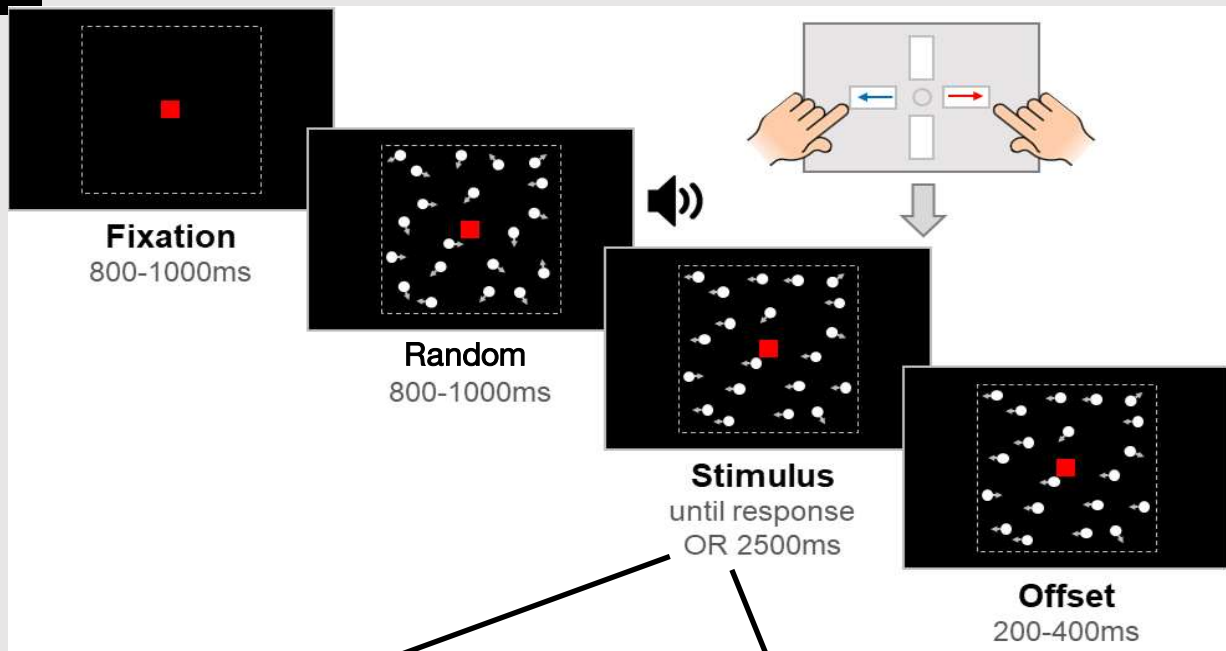 Fixation
800-1000ms
Random
800-1000ms
Stimulus
until response
OR 2500ms
Offset
200-400ms